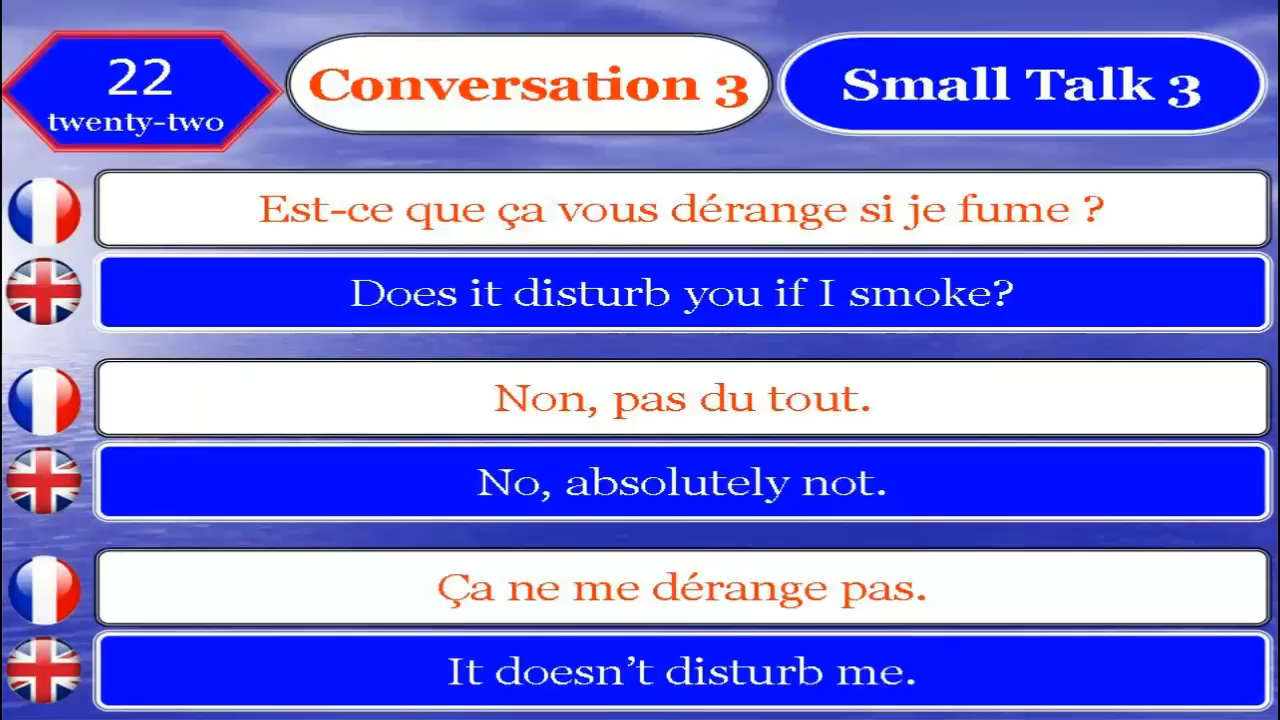 22
twenty-two
Conversation 3
Small Talk 3
Est-ce que ça vous dérange si je fume ?
Does it disturb you if I smoke?
Non, pas du tout.
No, absolutely not.
Ça ne me dérange pas.
It doesn’t disturb me.